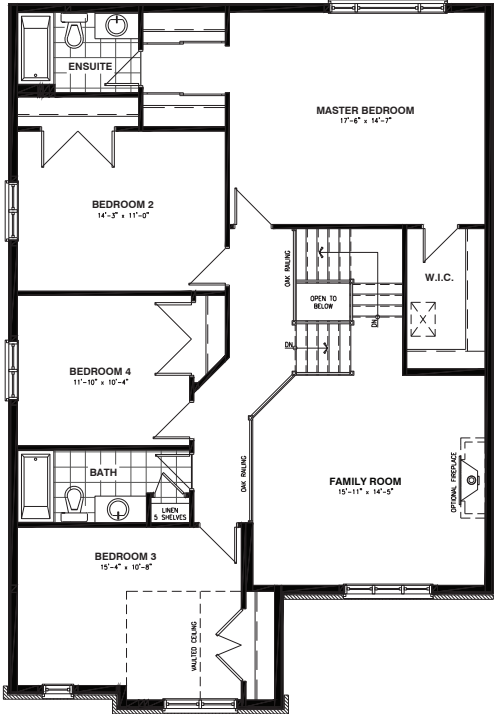 ENSUITE
MASTER BEDROOM
17'-6" x 14'-7"
BEDROOM 2
14'-3" x 11'-0"
OAK RAILING
OPEN TO
BELOW
DN
W.I.C.
DN
BEDROOM 4
11'-10" x 10'-4"
BATH
LINEN
5 SHELVES
OAK RAILING
FAMILY ROOM
15'-11" x 14'-5"
OPTIONAL FIREPLACE
BEDROOM 3
15'-4" x 10'-8"
VAULTED CEILING